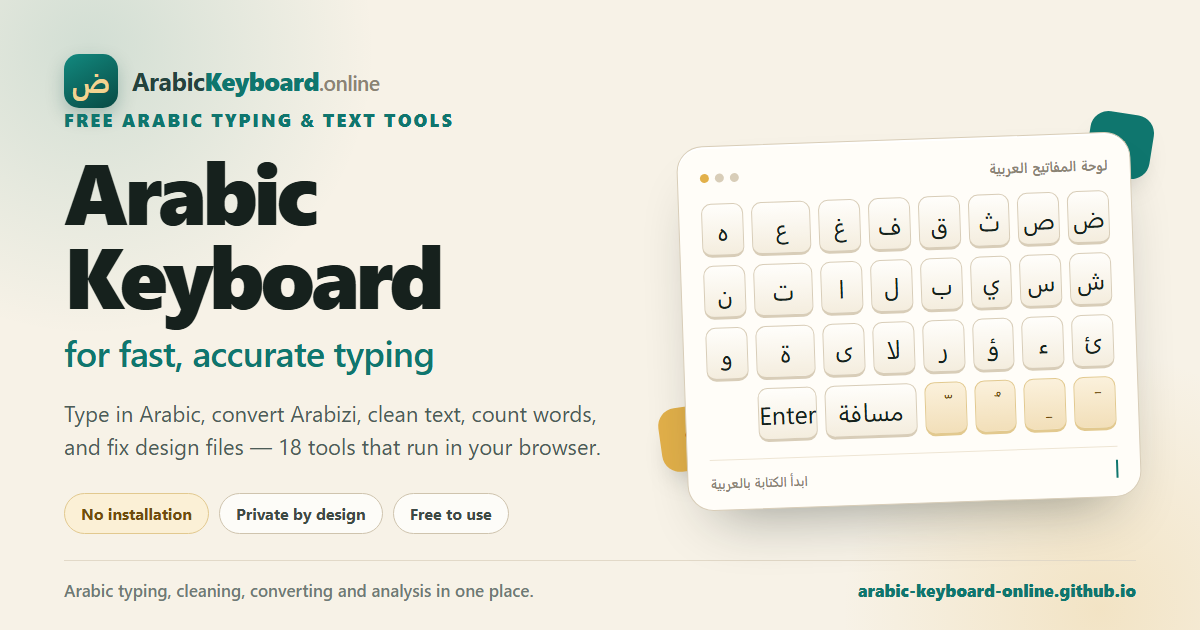 ض
ArabicKeyboard.online
FREE ARABIC TYPING & TEXT TOOLS
Arabic
Keyboard
for fast, accurate typing
Type in Arabic, convert Arabizi, clean text, count words,
and fix design files — 18 tools that run in your browser.
No installation
Private by design
Free to use
لوحة المفاتيح العربية
ض ص ث ق ف غ ع ه
ش س ي ب ل ا ت ن
ئ ء ؤ ر لا ى ة و
َ ِ ُ ّ مسافة Enter
ابدأ الكتابة بالعربية
Arabic typing, cleaning, converting and analysis in one place.
arabic-keyboard-online.github.io